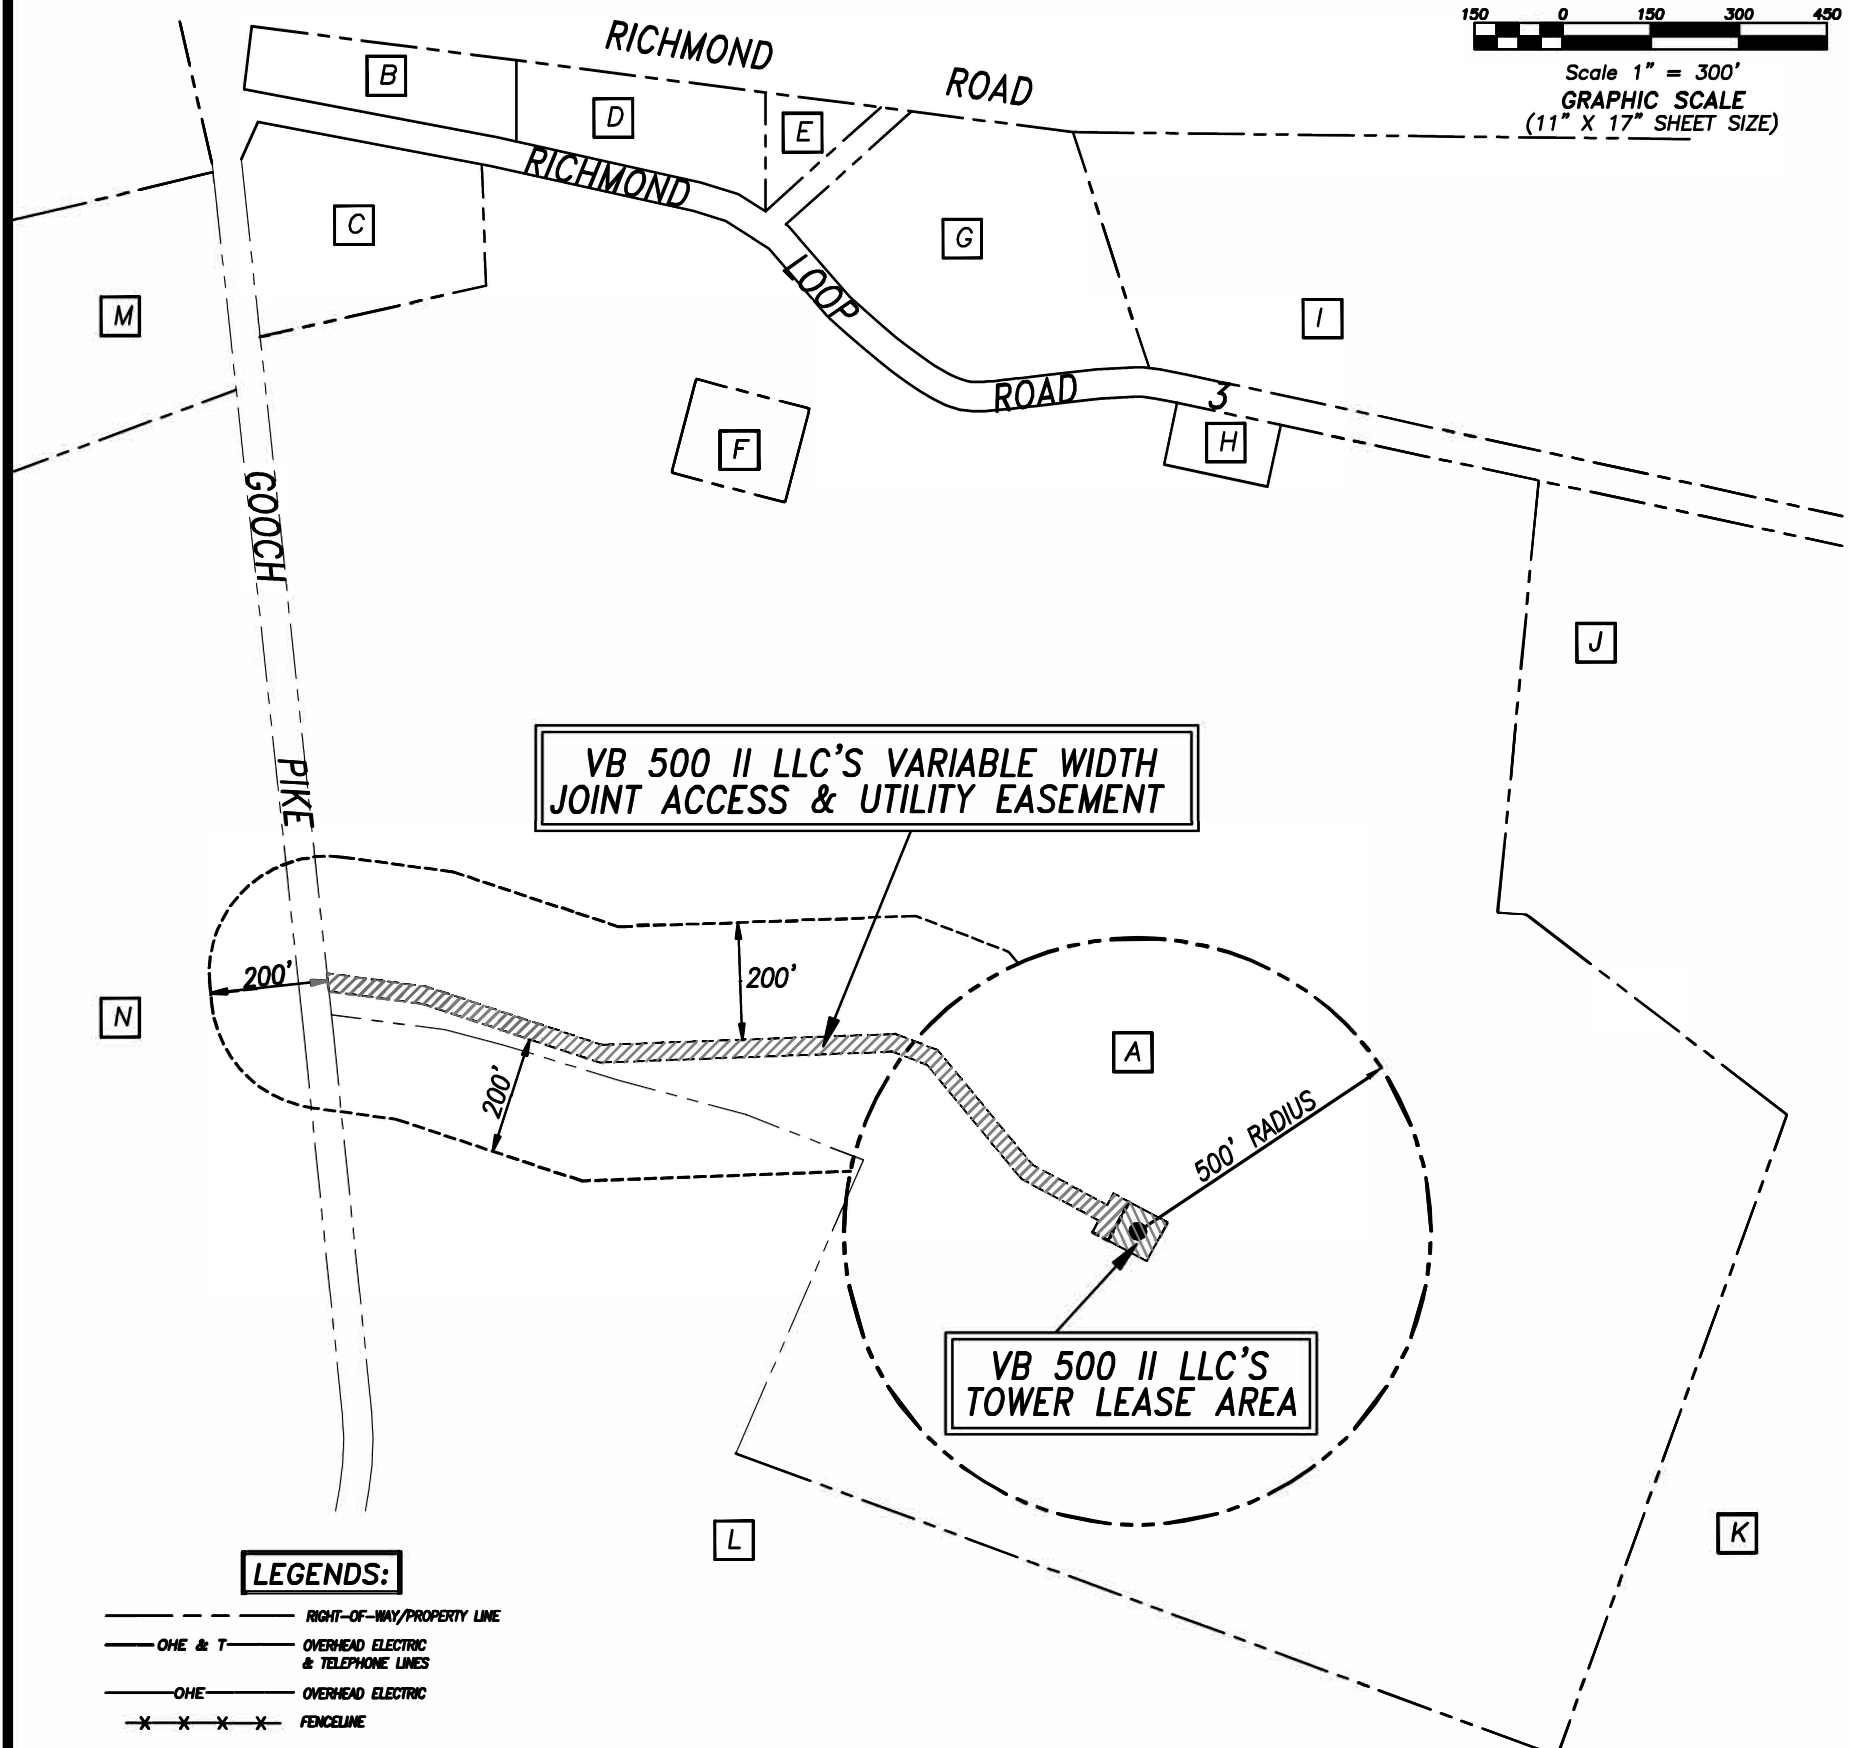 150 0 150 300 450
Scale 1" = 300'
GRAPHIC SCALE
(11" X 17" SHEET SIZE)
RICHMOND ROAD
B
D
E
RICHMOND LOOP ROAD 3
C
G
M
I
F
H
GOOCH PIKE
J
VB 500 II LLC'S VARIABLE WIDTH
JOINT ACCESS & UTILITY EASEMENT
200'
200'
200'
N
A
500' RADIUS
VB 500 II LLC'S
TOWER LEASE AREA
L
K
LEGENDS:
RIGHT-OF-WAY/PROPERTY LINE
OHE & T OVERHEAD ELECTRIC
& TELEPHONE LINES
OHE OVERHEAD ELECTRIC
X X X X FENCELINE